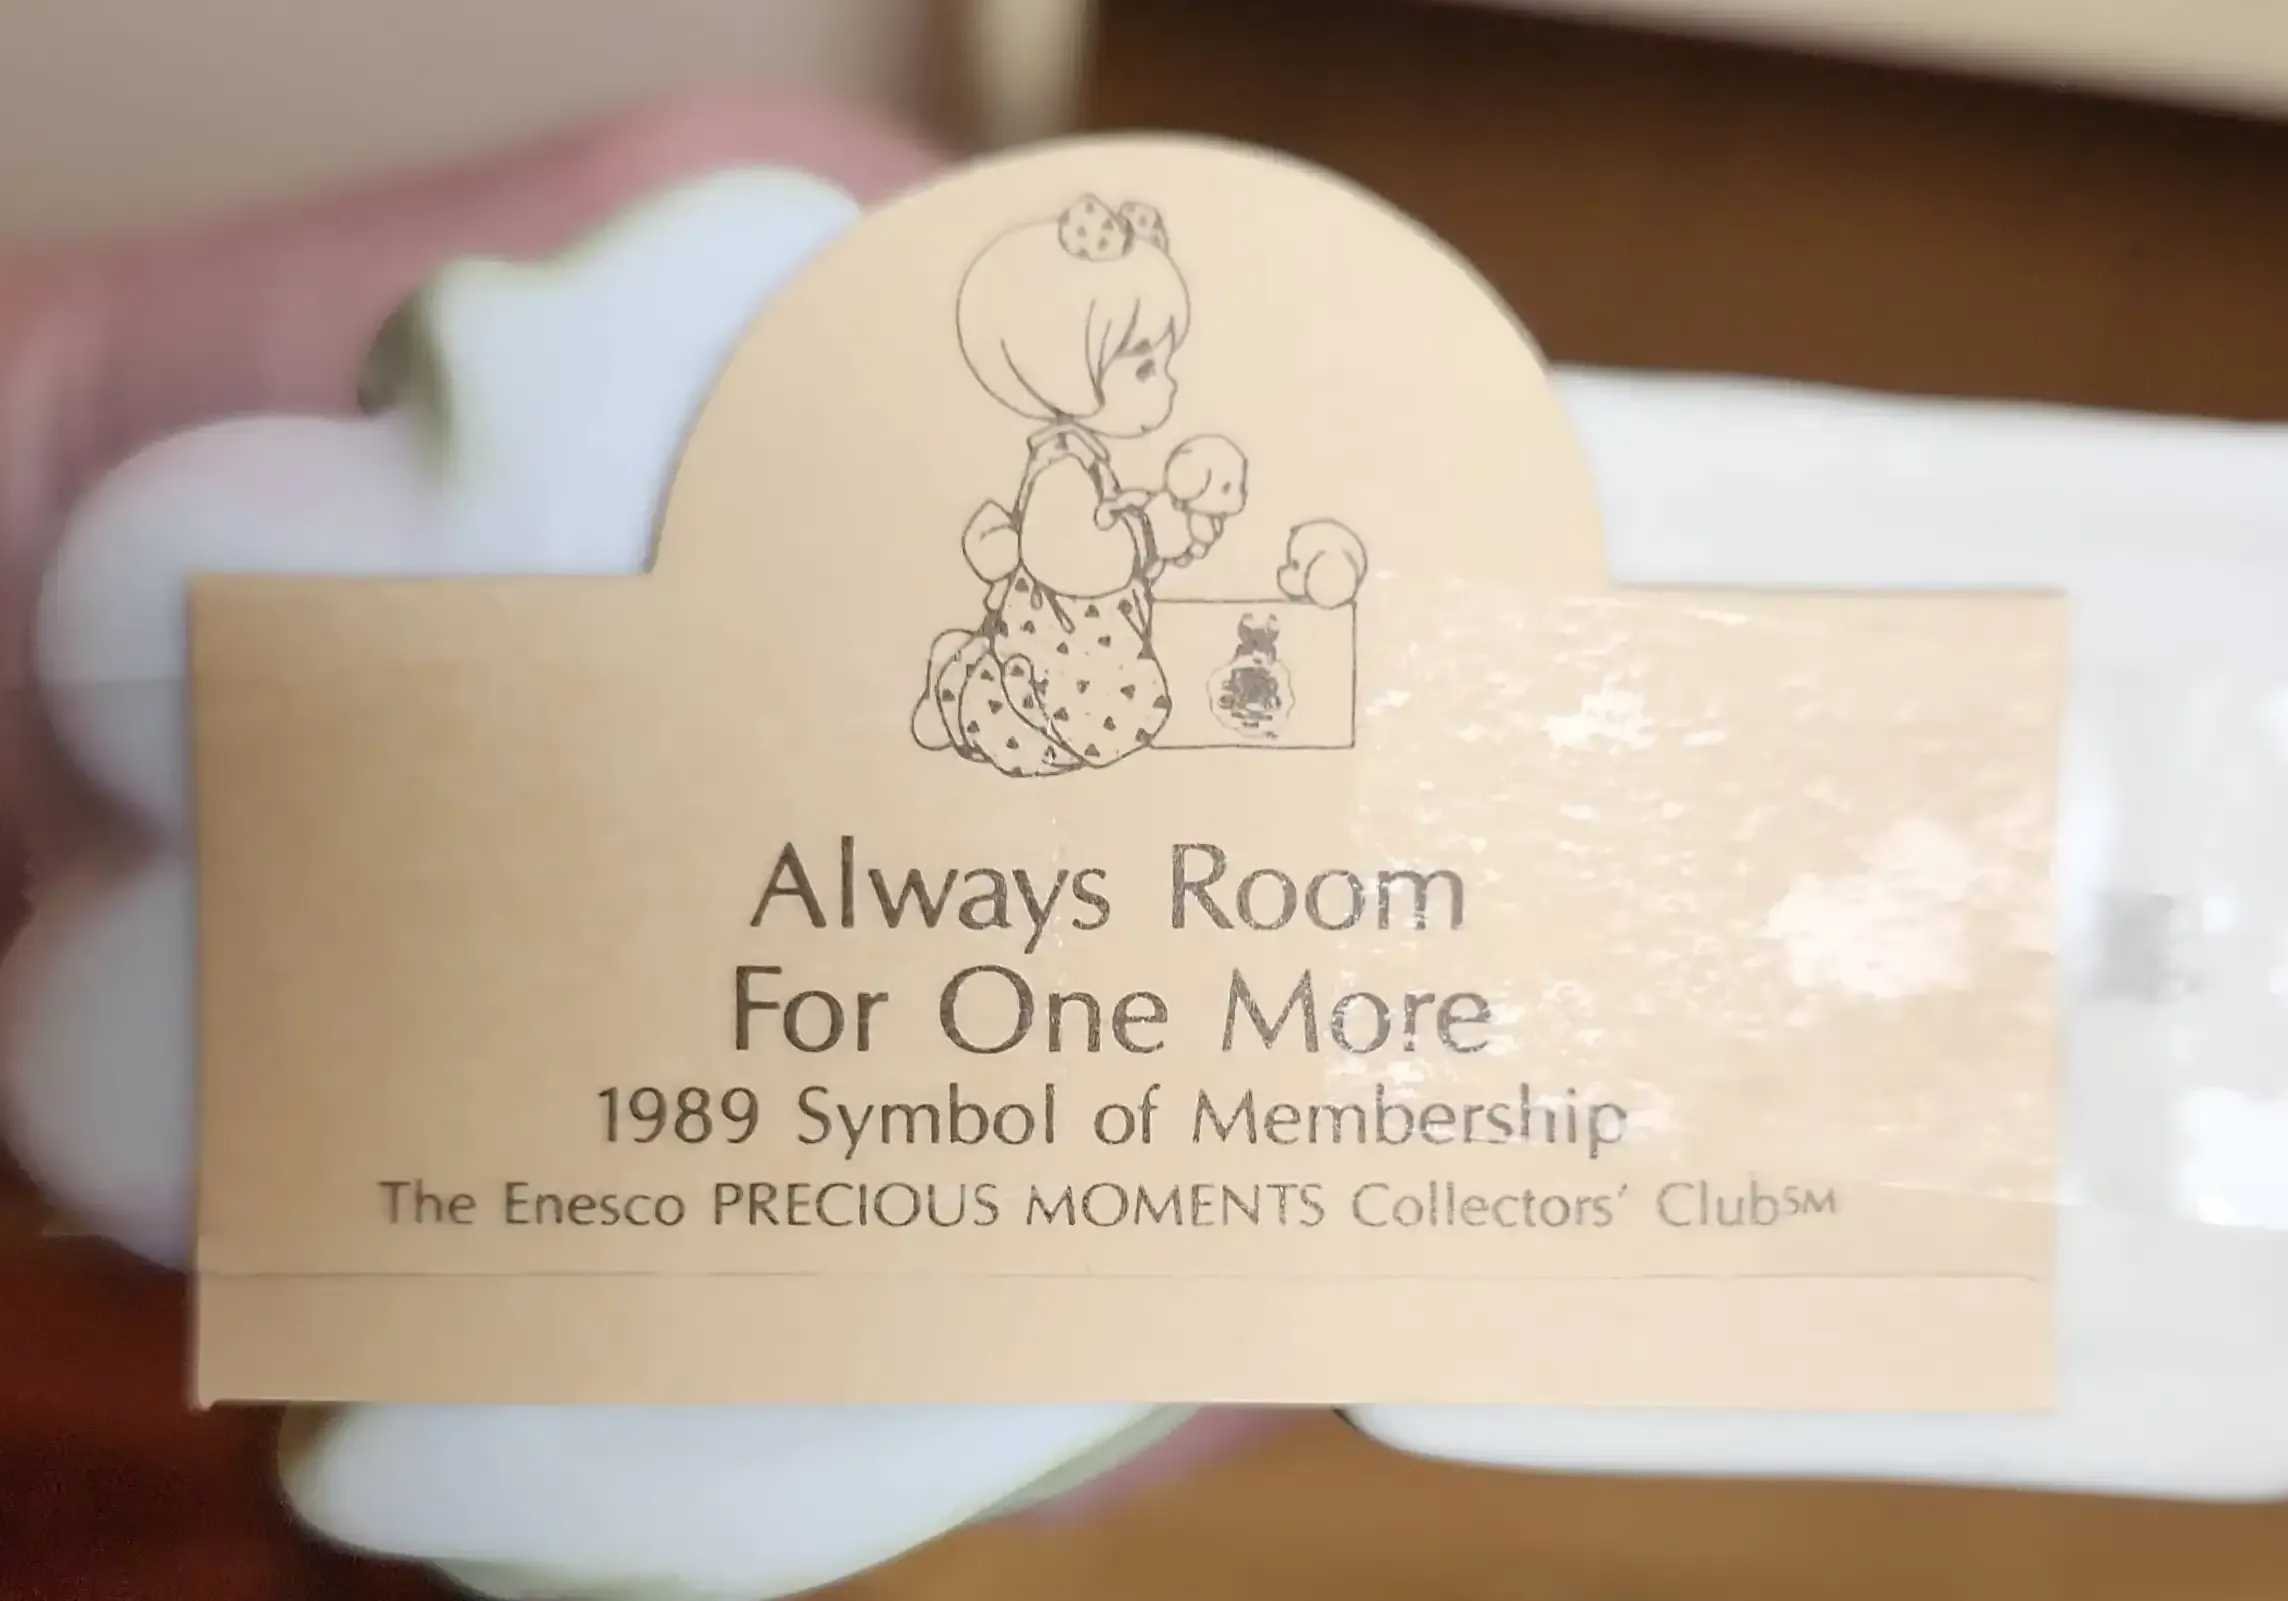 Always Room
For One More
1989 Symbol of Membership
The Enesco PRECIOUS MOMENTS Collectors' Club℠